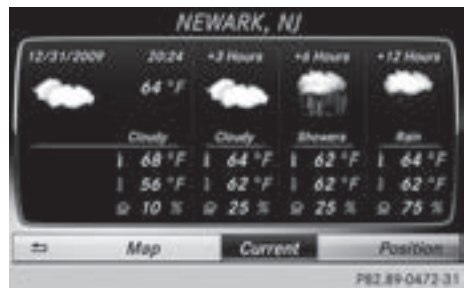 NEWARK, NJ
12/31/2009 20:24 +3 Hours +6 Hours +12 Hours
64 °F
Cloudy Cloudy Showers Rain
68 °F 64 °F 62 °F 64 °F
56 °F 62 °F 62 °F 62 °F
10 % 25 % 25 % 75 %
Map Current Position
P82.89-0472-31